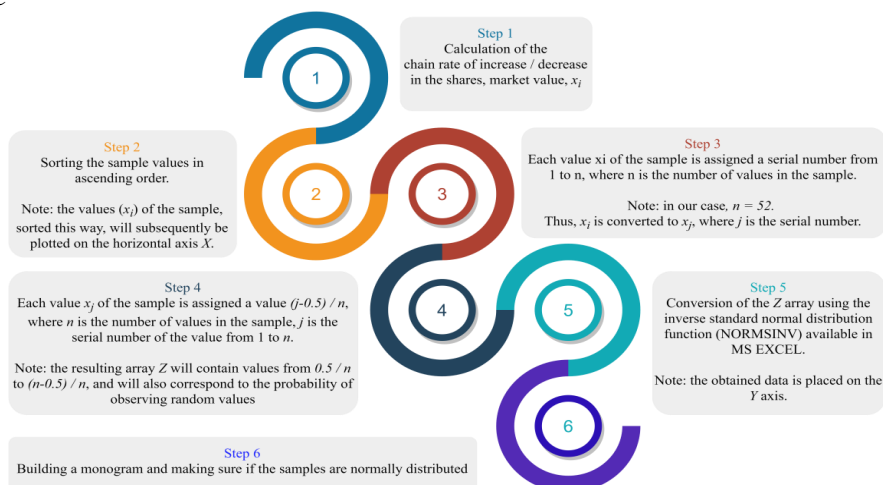 1
Step 1
Calculation of the
chain rate of increase / decrease
in the shares, market value, xi
Step 2
Sorting the sample values in
ascending order.
Note: the values (xi) of the sample,
sorted this way, will subsequently be
plotted on the horizontal axis X.
2
3
Step 3
Each value xi of the sample is assigned a serial number from
1 to n, where n is the number of values in the sample.
Note: in our case, n = 52.
Thus, xi is converted to xj, where j is the serial number.
Step 4
Each value xj of the sample is assigned a value (j-0.5) / n,
where n is the number of values in the sample, j is the
serial number of the value from 1 to n.
Note: the resulting array Z will contain values from 0.5 / n
to (n-0.5) / n, and will also correspond to the probability of
observing random values
4
5
Step 5
Conversion of the Z array using the
inverse standard normal distribution
function (NORMSINV) available in
MS EXCEL.
Note: the obtained data is placed on the
Y axis.
6
Step 6
Building a monogram and making sure if the samples are normally distributed